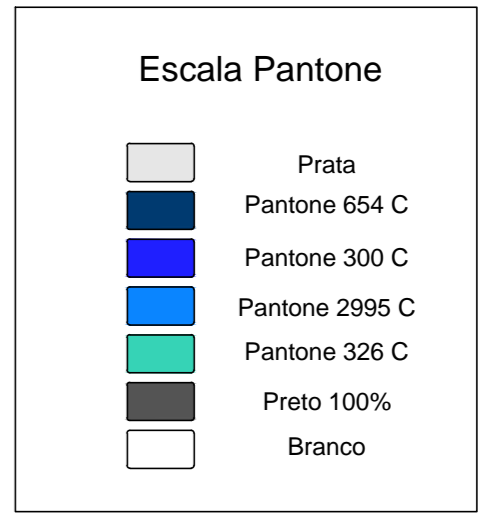 Escala Pantone
Prata
Pantone 654 C
Pantone 300 C
Pantone 2995 C
Pantone 326 C
Preto 100%
Branco